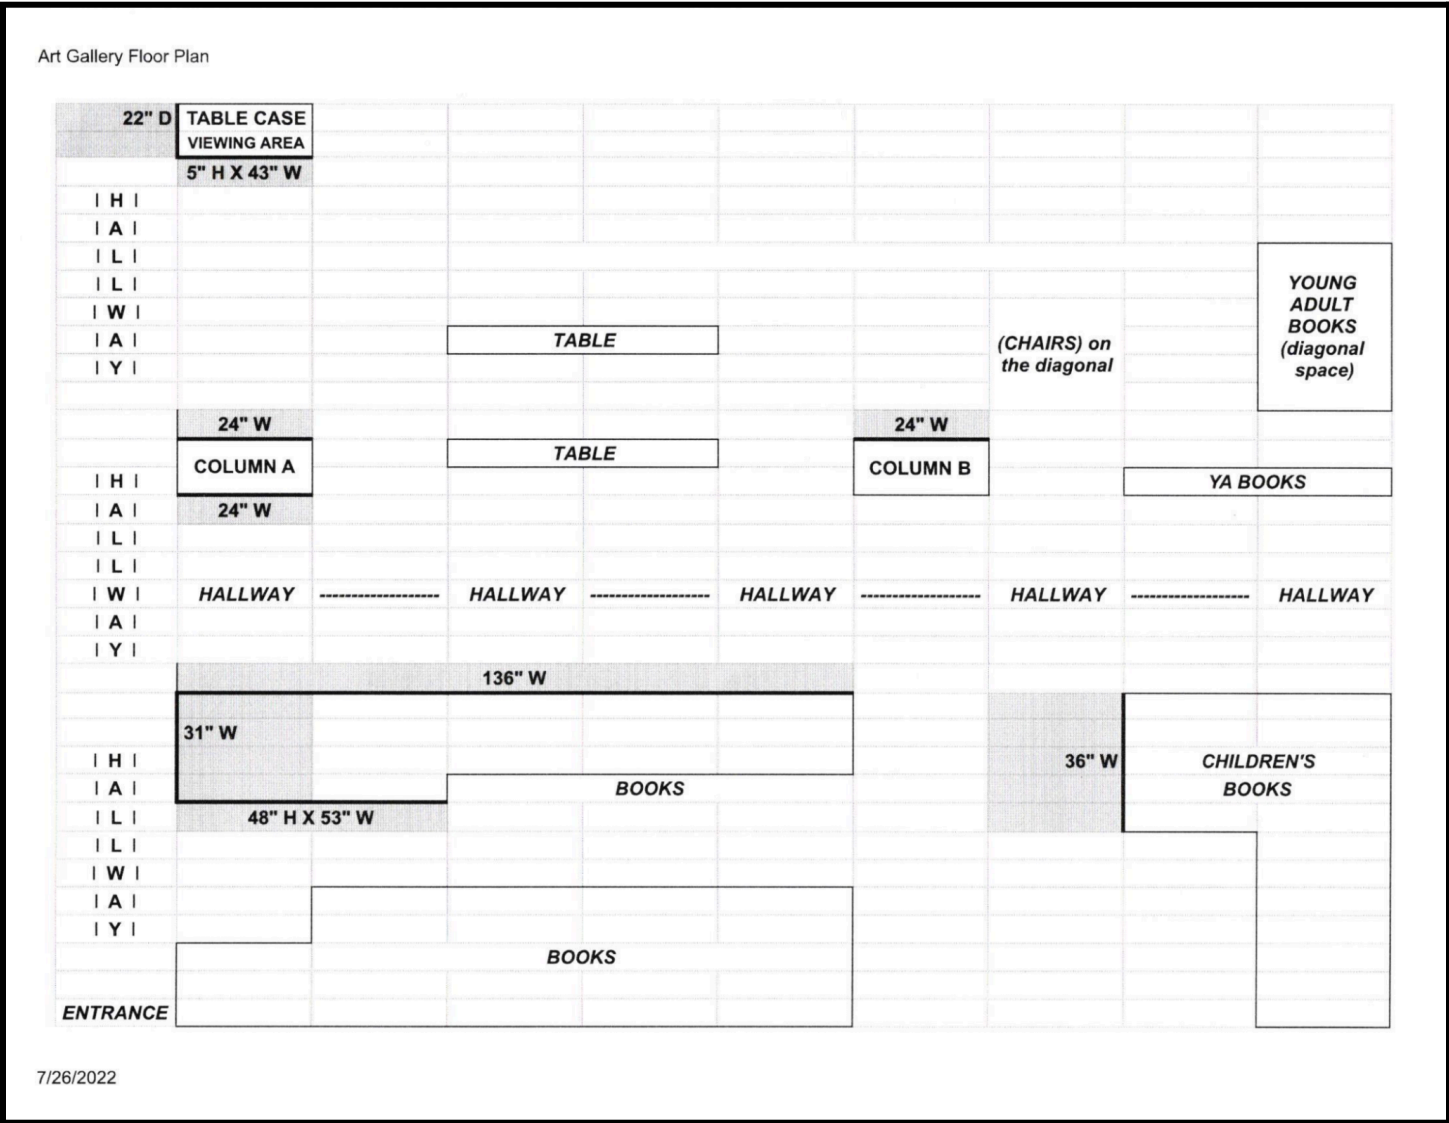 Art Gallery Floor Plan
22" D
TABLE CASE
VIEWING AREA
5" H X 43" W
| H |
| A |
| L |
| L |
| W |
| A |
| Y |
TABLE
(CHAIRS) on
the diagonal
YOUNG
ADULT
BOOKS
(diagonal
space)
24" W
24" W
COLUMN A
TABLE
COLUMN B
YA BOOKS
24" W
| H |
| A |
| L |
| L |
| W |
| A |
| Y |
HALLWAY ------------------ HALLWAY ------------------ HALLWAY ------------------ HALLWAY ------------------ HALLWAY
136" W
31" W
36" W
CHILDREN'S
BOOKS
BOOKS
48" H X 53" W
| H |
| A |
| L |
| L |
| W |
| A |
| Y |
BOOKS
ENTRANCE
7/26/2022